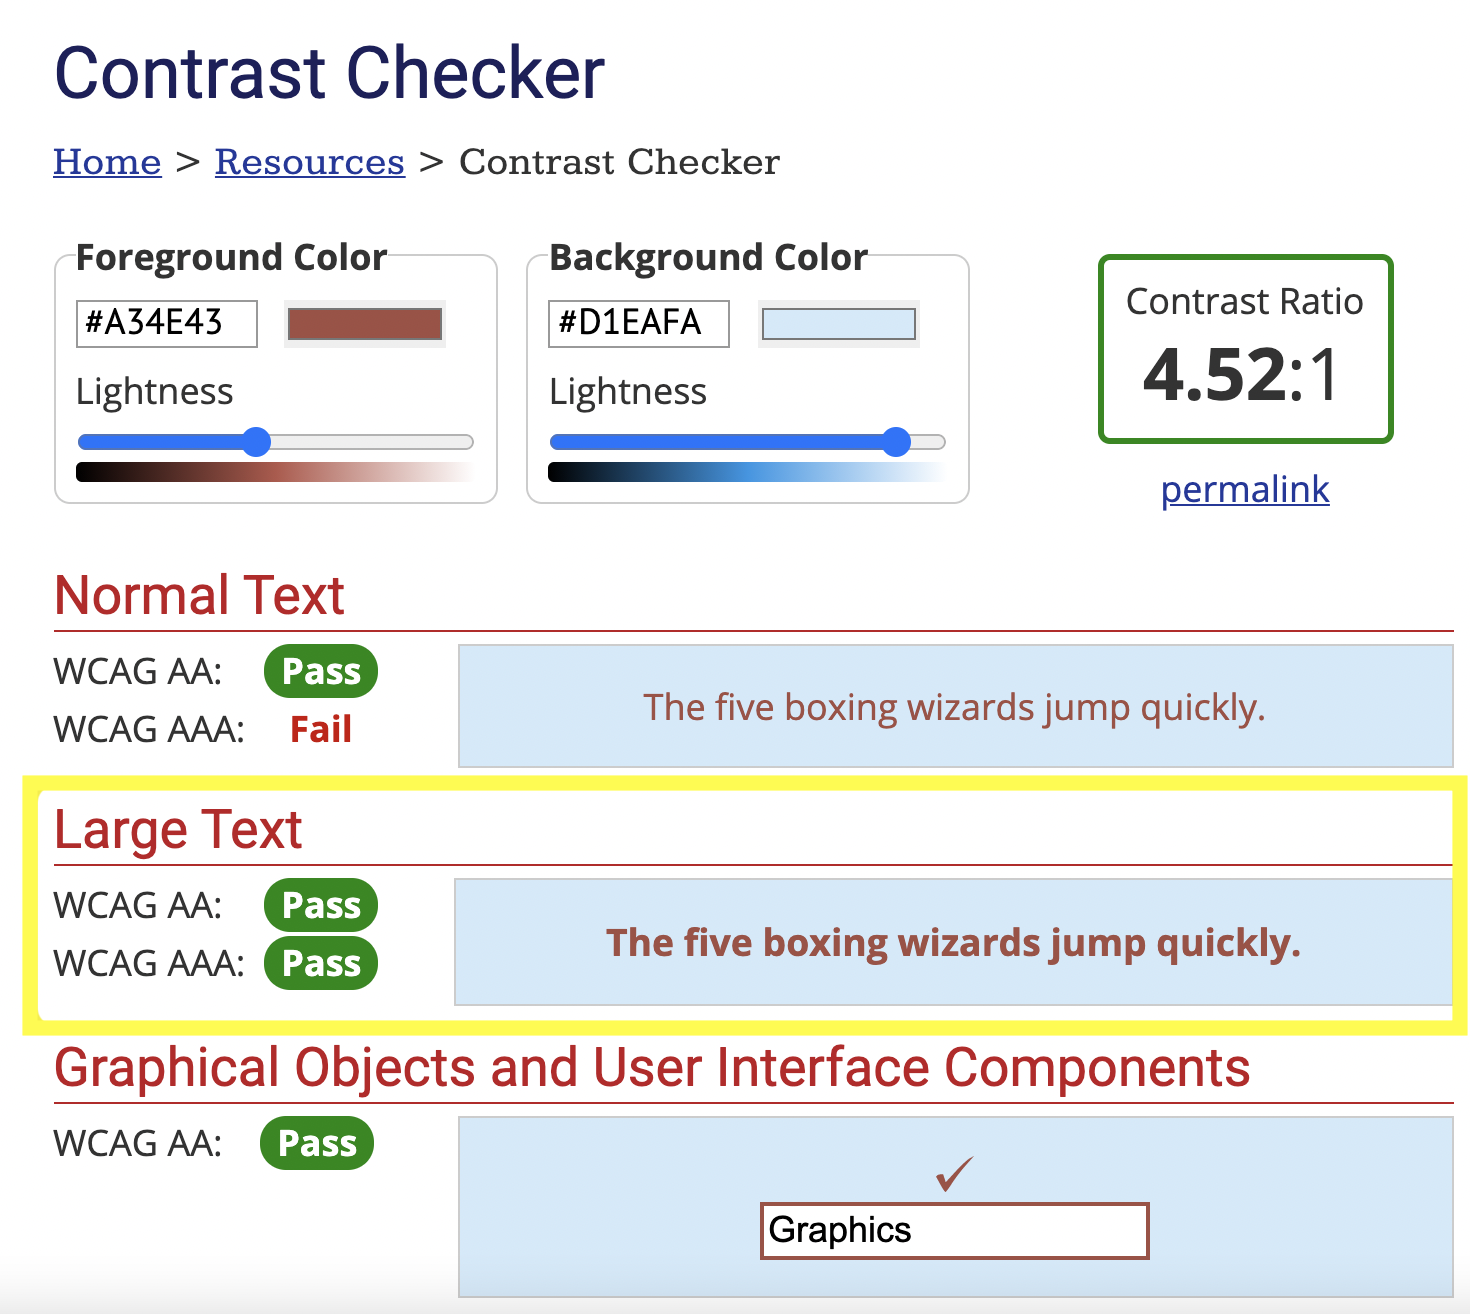 Contrast Checker
Home > Resources > Contrast Checker
Foreground Color
#A34E43
Lightness
Background Color
#D1EAFA
Lightness
Contrast Ratio
4.52:1
permalink
Normal Text
WCAG AA: Pass
WCAG AAA: Fail
The five boxing wizards jump quickly.
Large Text
WCAG AA: Pass
WCAG AAA: Pass
The five boxing wizards jump quickly.
Graphical Objects and User Interface Components
WCAG AA: Pass
✓
Graphics